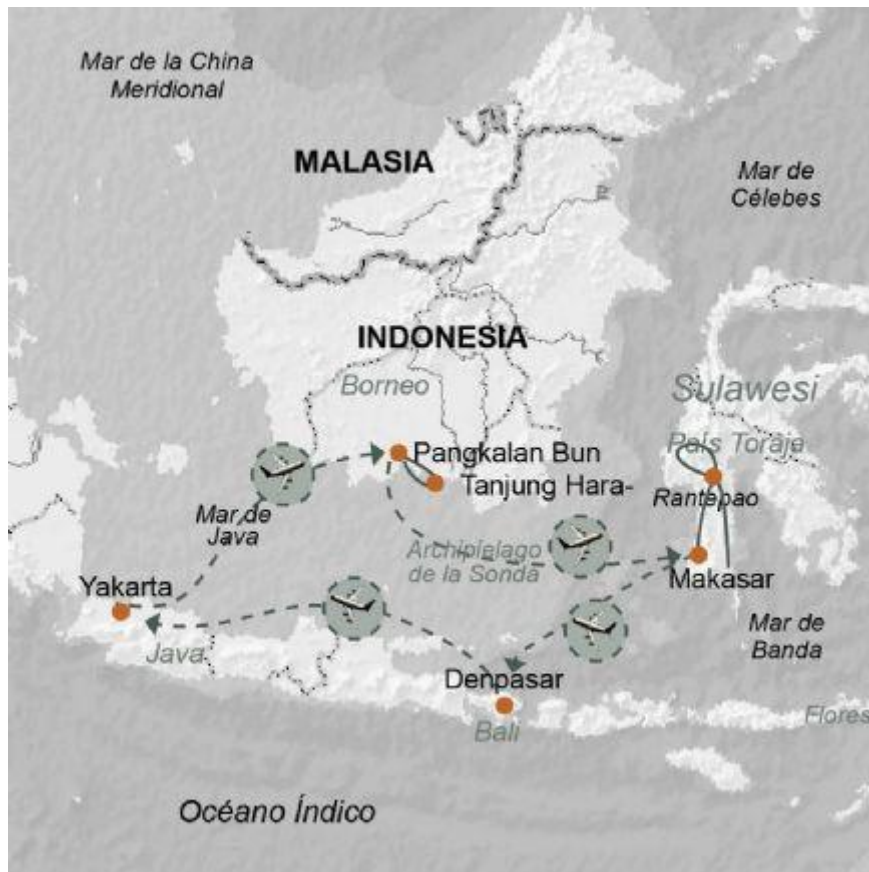 Mar de la China
Meridional
MALASIA
Mar de
Célebes
INDONESIA
Borneo
Sulawesi
País Toraje
Pangkalan Bun
Tanjung Hara-
Rantepao
Mar de
Java
Archipielago
de la Sonda
Makasar
Yakarta
Mar de
Banda
Java
Denpasar
Bali
Flores
Océano Índico